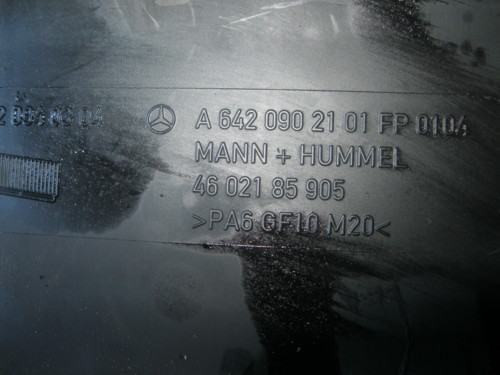 A 642 090 21 01 FP 0104
MANN + HUMMEL
46 021 85 905
>PA6 GF10 M20<